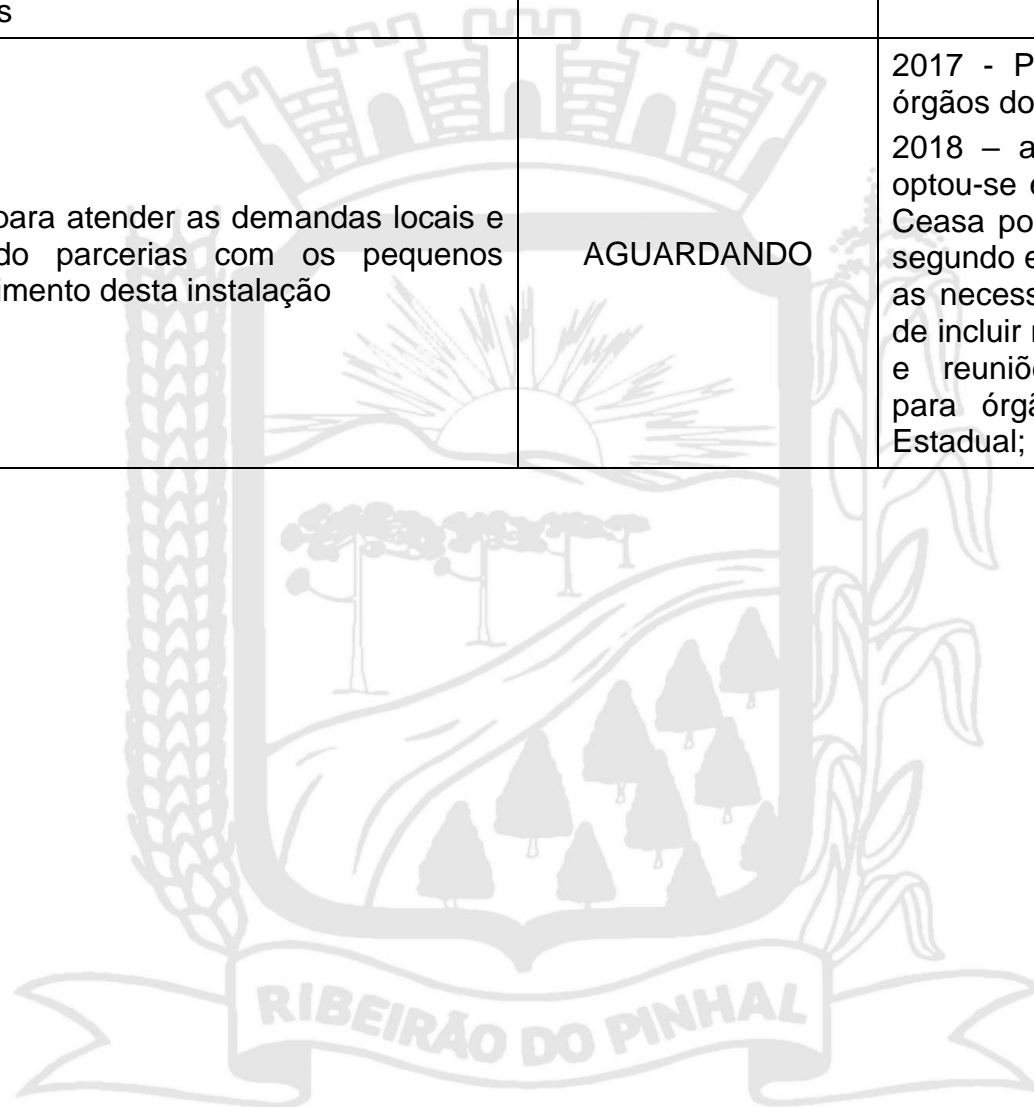 s
para atender as demandas locais e
do parcerias com os pequenos
imento desta instalação
AGUARDANDO
2017 - P
órgãos do
2018 – a
optou-se e
Ceasa po
segundo e
as necess
de incluir
e reuniõ
para órgã
Estadual;
RIBEIRÃO DO PINHAL